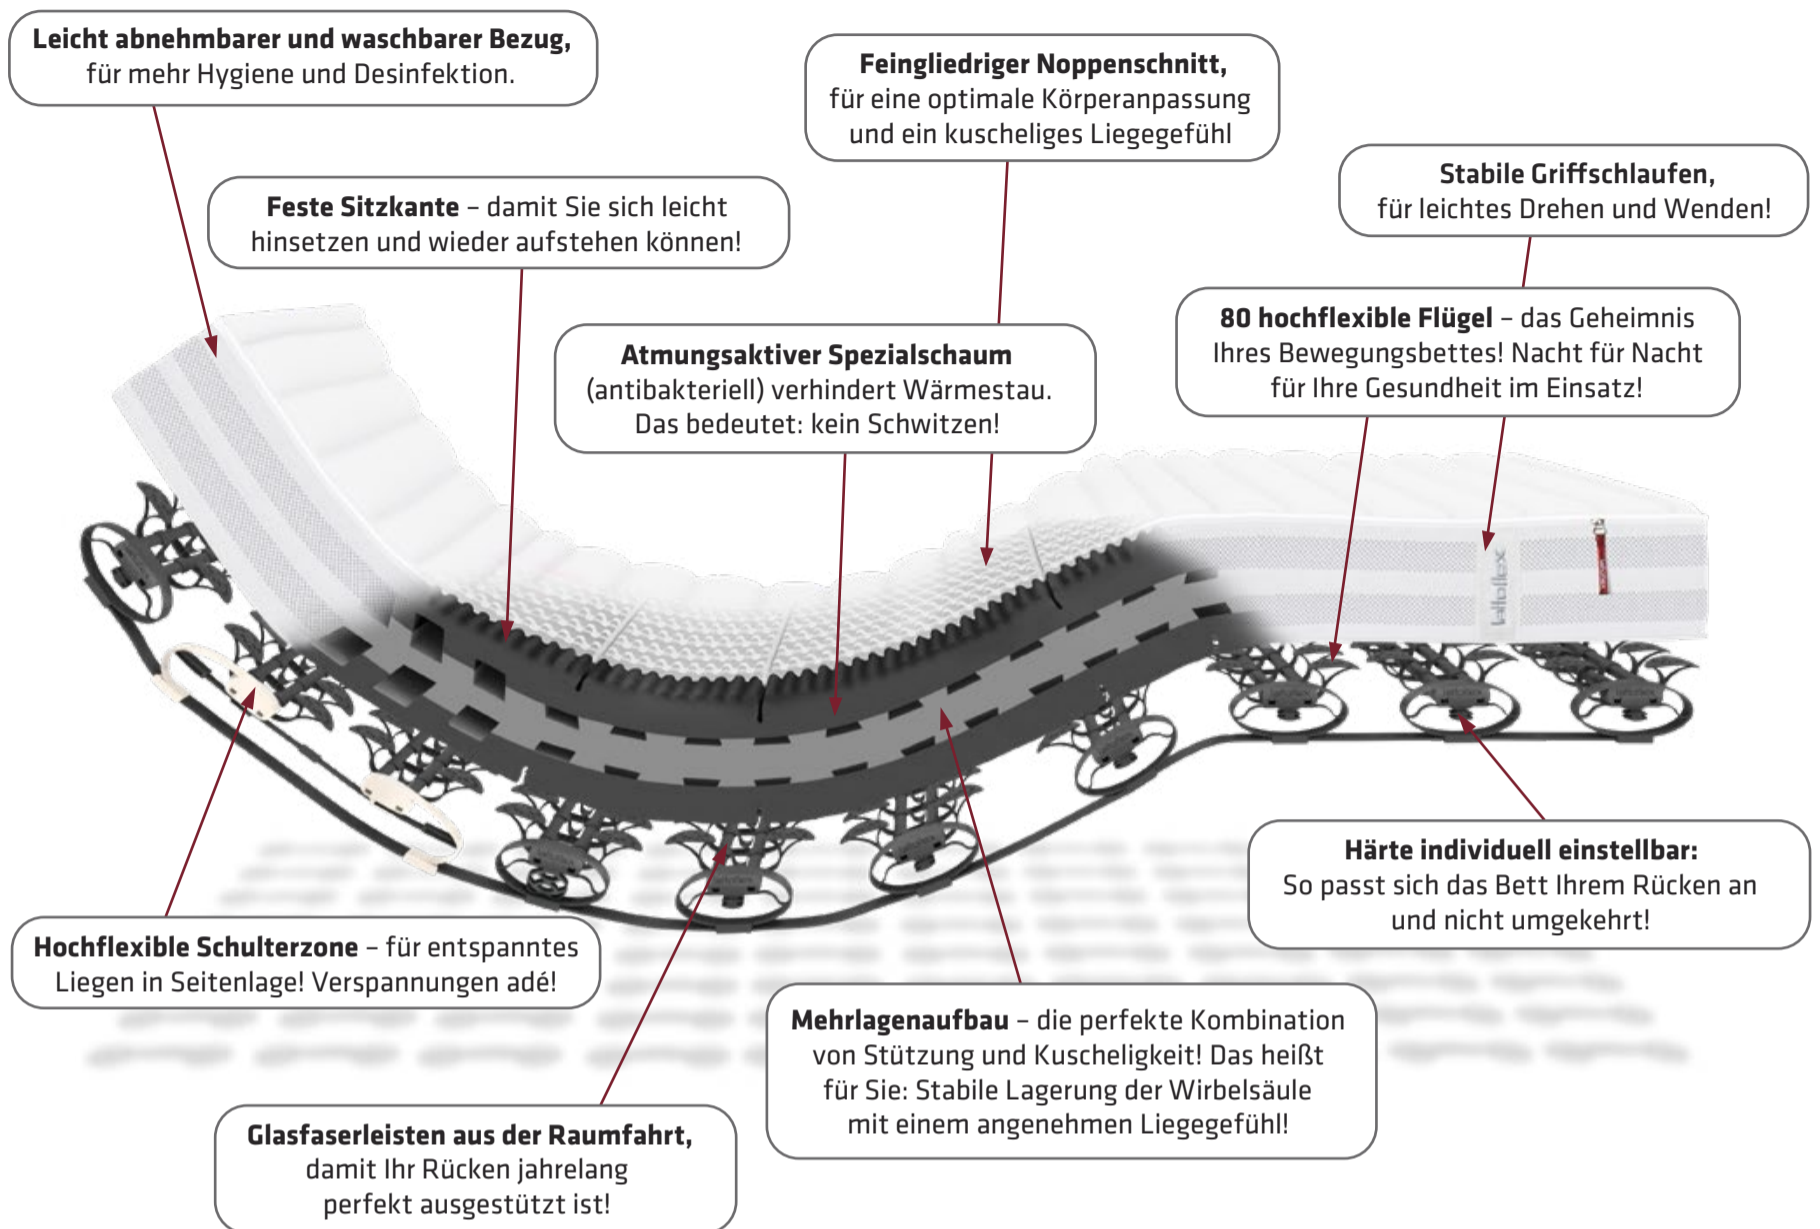 Leicht abnehmbarer und waschbarer Bezug,
für mehr Hygiene und Desinfektion.
Feingliedriger Noppenschnitt,
für eine optimale Körperanpassung
und ein kuscheliges Liegegefühl
Stabile Griffschlaufen,
für leichtes Drehen und Wenden!
Feste Sitzkante – damit Sie sich leicht
hinsetzen und wieder aufstehen können!
80 hochflexible Flügel – das Geheimnis
Ihres Bewegungsbettes! Nacht für Nacht
für Ihre Gesundheit im Einsatz!
Atmungsaktiver Spezialschaum
(antibakteriell) verhindert Wärmestau.
Das bedeutet: kein Schwitzen!
lattoflex
Härte individuell einstellbar:
So passt sich das Bett Ihrem Rücken an
und nicht umgekehrt!
Hochflexible Schulterzone – für entspanntes
Liegen in Seitenlage! Verspannungen adé!
Mehrlagenaufbau – die perfekte Kombination
von Stützung und Kuscheligkeit! Das heißt
für Sie: Stabile Lagerung der Wirbelsäule
mit einem angenehmen Liegegefühl!
Glasfaserleisten aus der Raumfahrt,
damit Ihr Rücken jahrelang
perfekt ausgestützt ist!